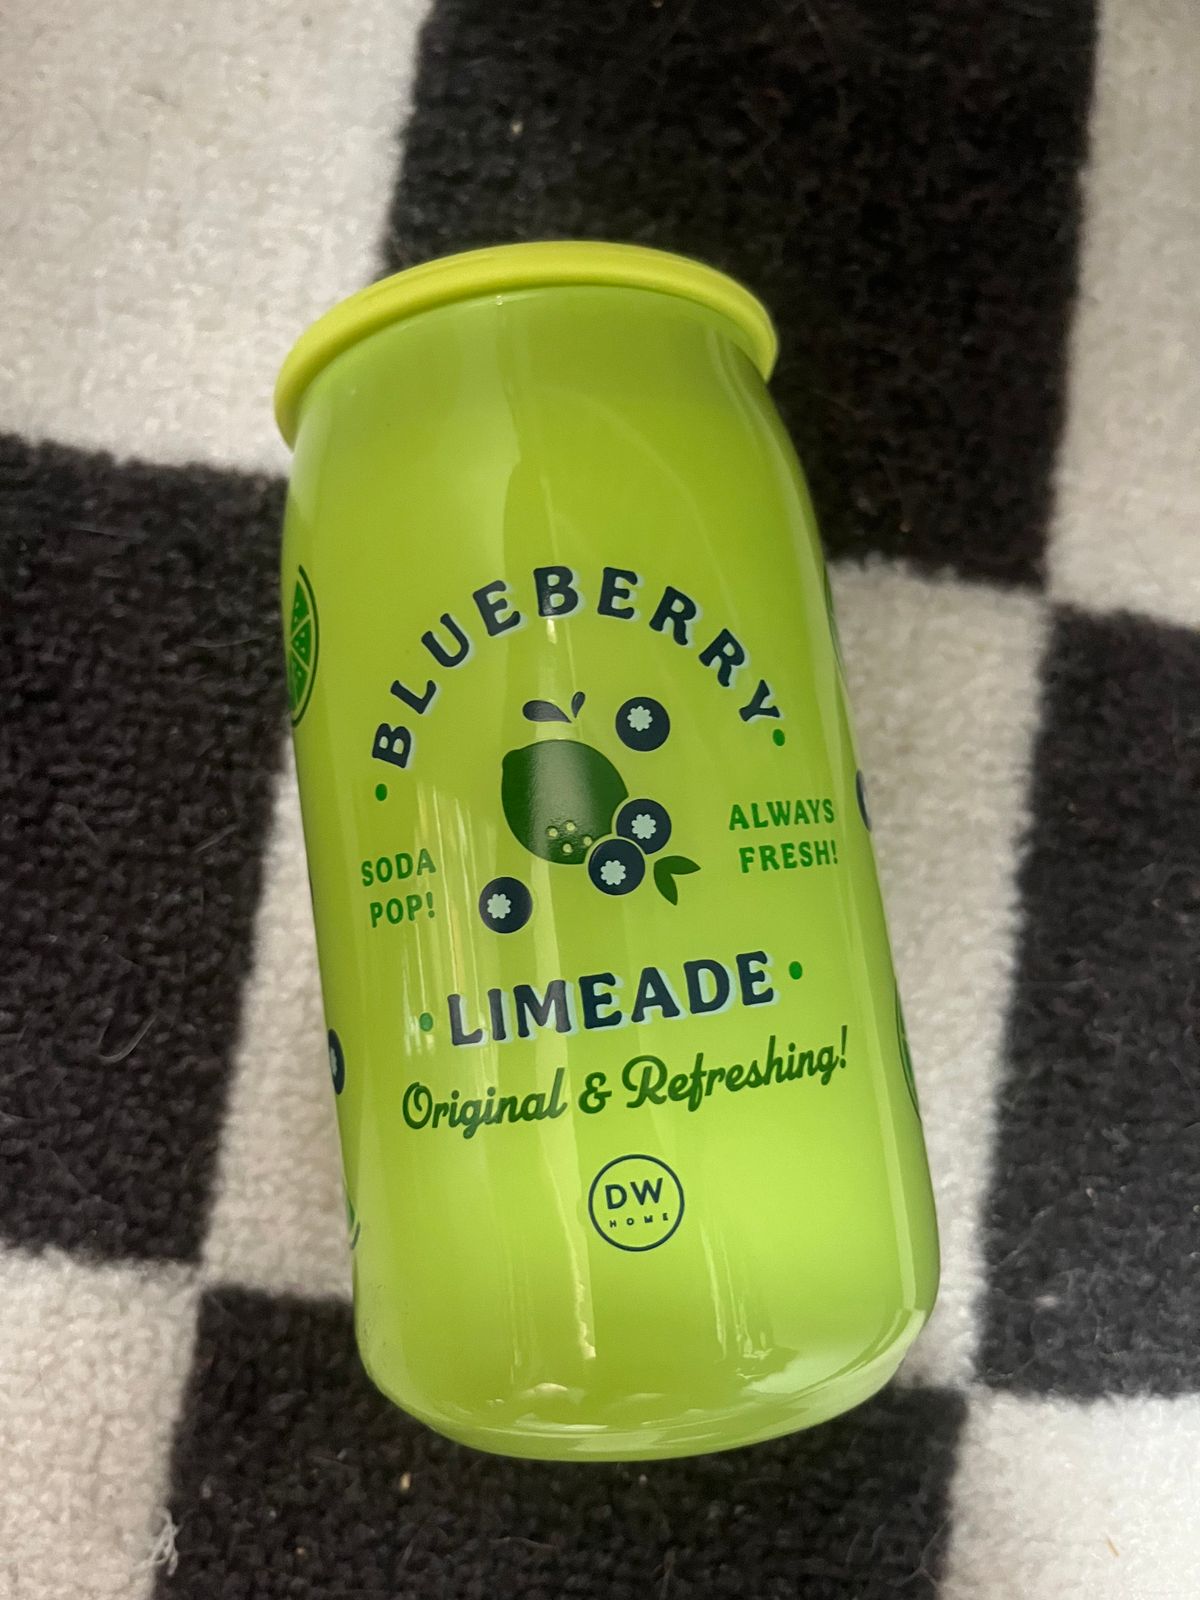 BLUEBERRY
SODA
POP!
ALWAYS
FRESH!
LIMEADE
Original & Refreshing!
DW
HOME